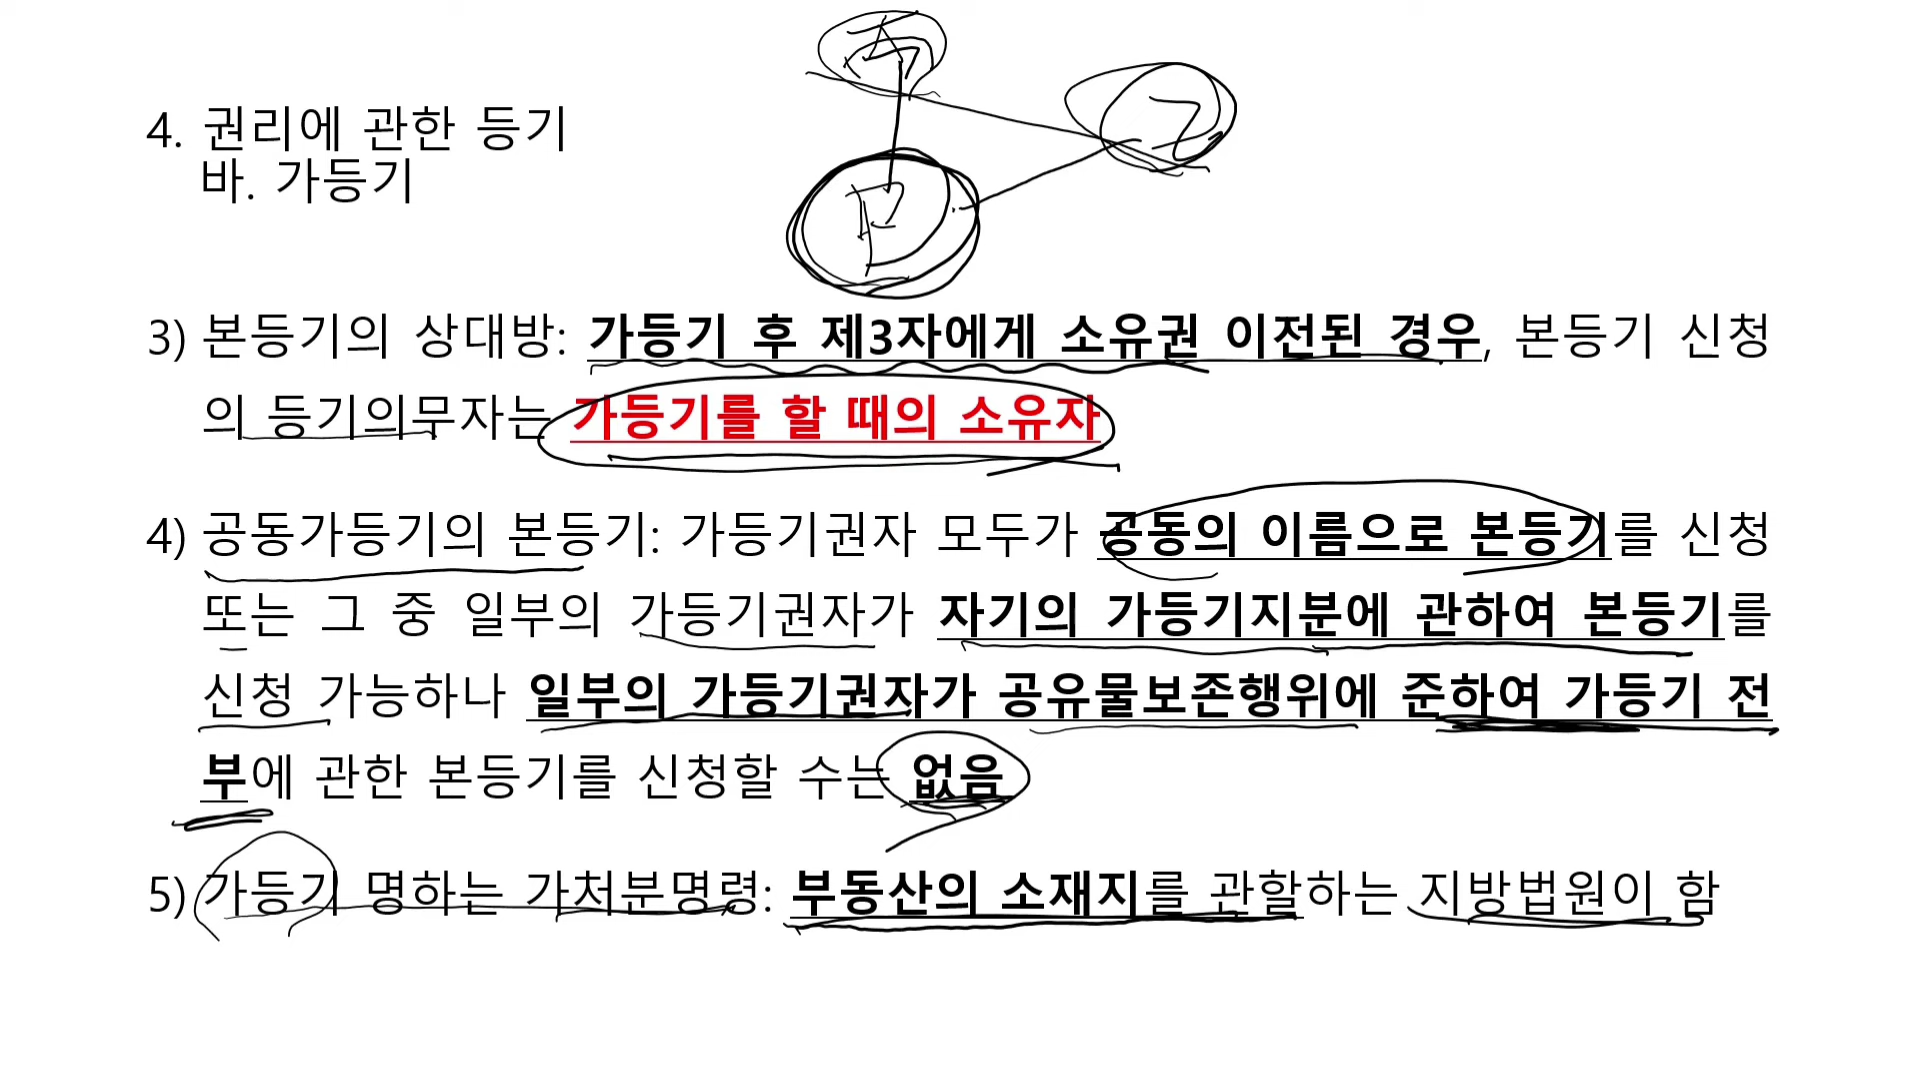 4. 권리에 관한 등기
바. 가등기
3) 본등기의 상대방: 가등기 후 제3자에게 소유권 이전된 경우, 본등기 신청
의 등기의무자는 가등기를 할 때의 소유자
4) 공동가등기의 본등기: 가등기권자 모두가 공동의 이름으로 본등기를 신청
또는 그 중 일부의 가등기권자가 자기의 가등기지분에 관하여 본등기를
신청 가능하나 일부의 가등기권자가 공유물보존행위에 준하여 가등기 전
부에 관한 본등기를 신청할 수는 없음
5) 가등기 명하는 가처분명령: 부동산의 소재지를 관할하는 지방법원이 함